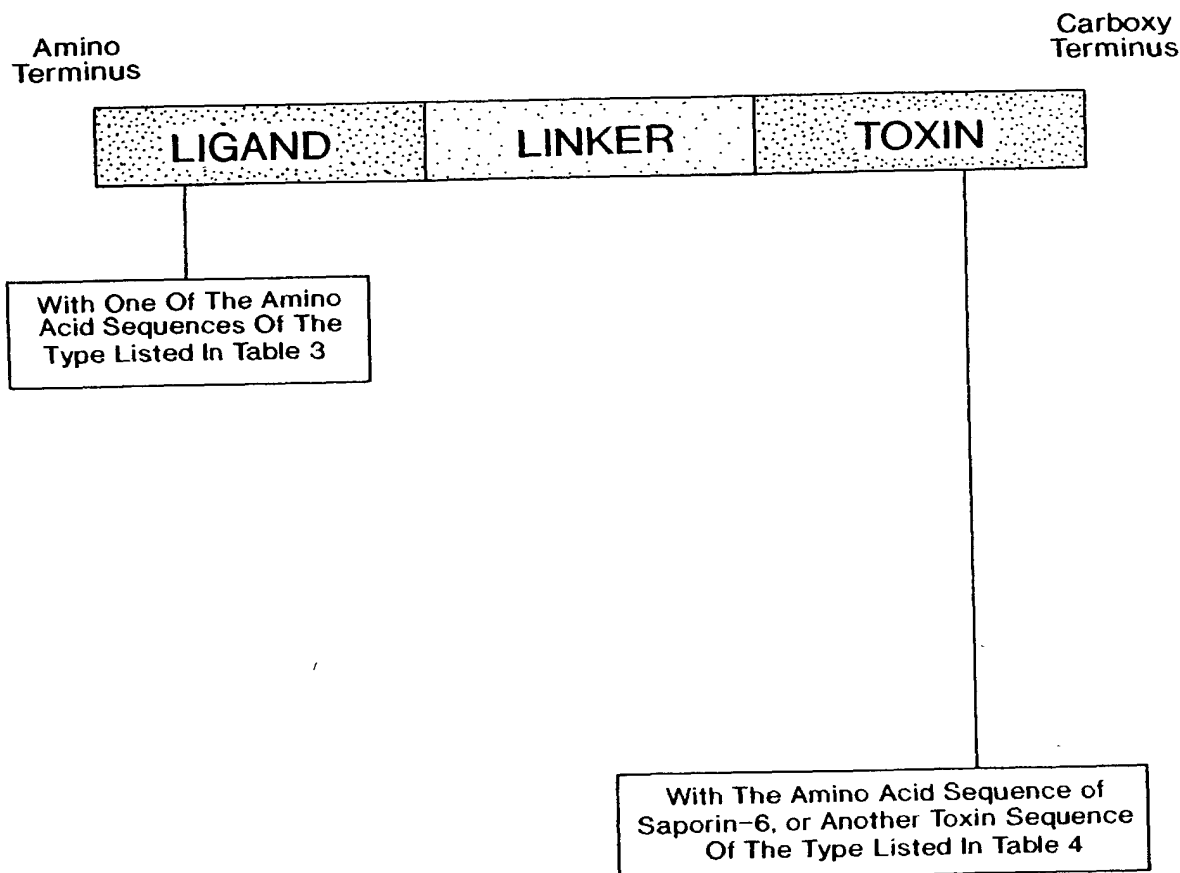 Amino
Terminus
Carboxy
Terminus
LIGAND
LINKER
TOXIN
With One Of The Amino
Acid Sequences Of The
Type Listed In Table 3
With The Amino Acid Sequence of
Saporin-6, or Another Toxin Sequence
Of The Type Listed In Table 4